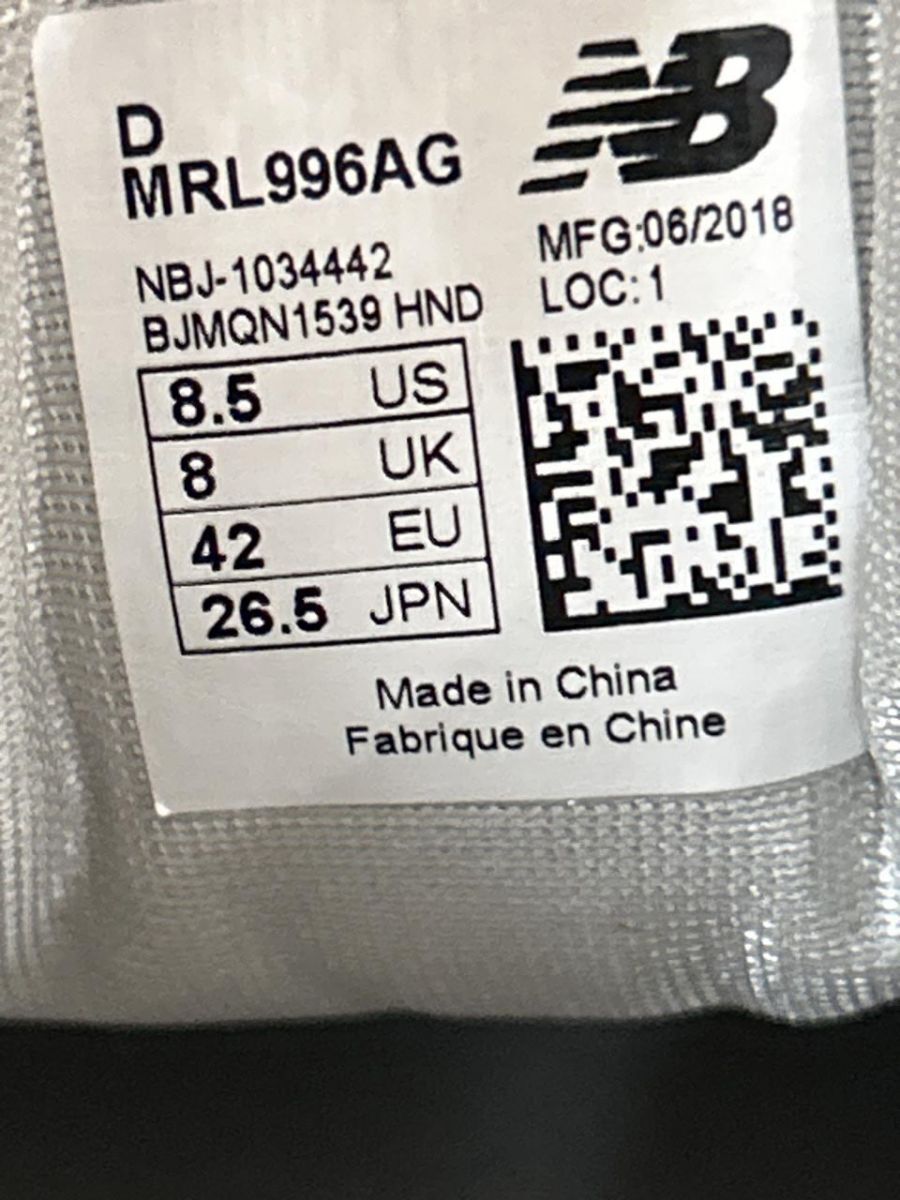 NB
D
MRL996AG
MFG:06/2018
LOC: 1
NBJ-1034442
BJMQN1539 HND
8.5 US
8 UK
42 EU
26.5 JPN
Made in China
Fabrique en Chine